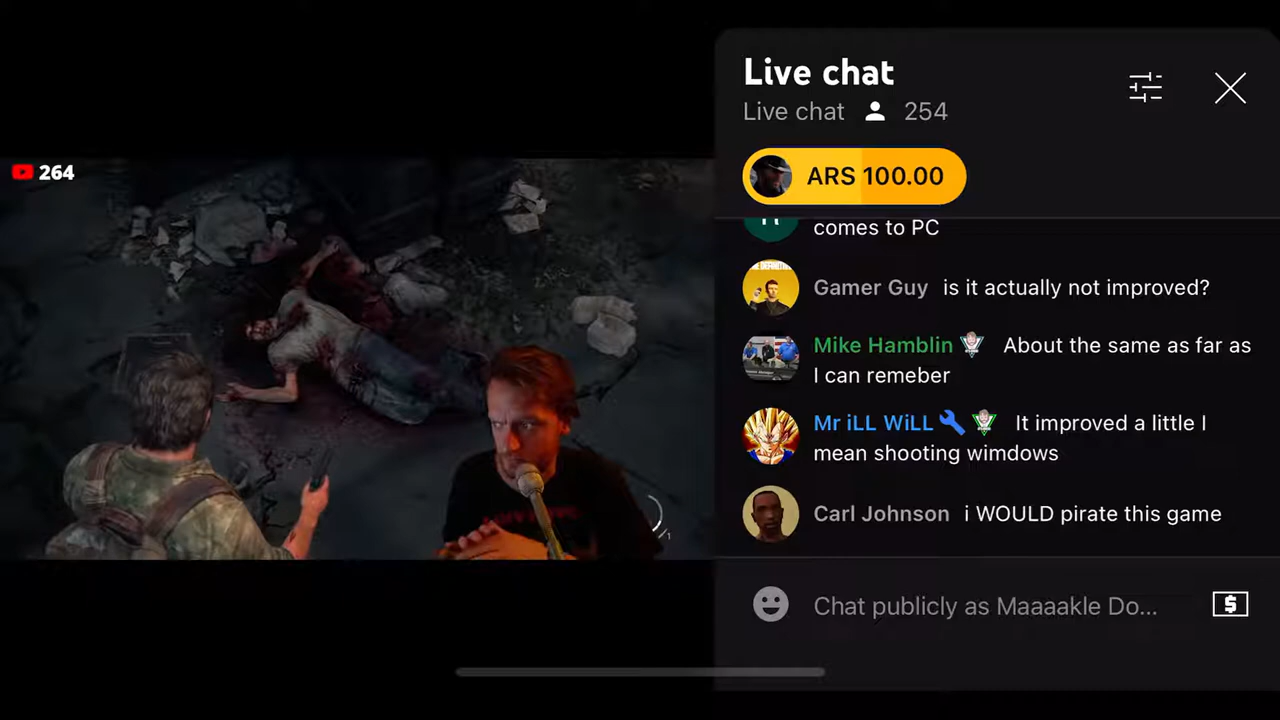 264
Live chat
Live chat 254
ARS 100.00
comes to PC
Gamer Guy is it actually not improved?
Mike Hamblin About the same as far as
I can remeber
Mr iLL WiLL It improved a little I
mean shooting wimdows
Carl Johnson i WOULD pirate this game
Chat publicly as Maaaakle Do...